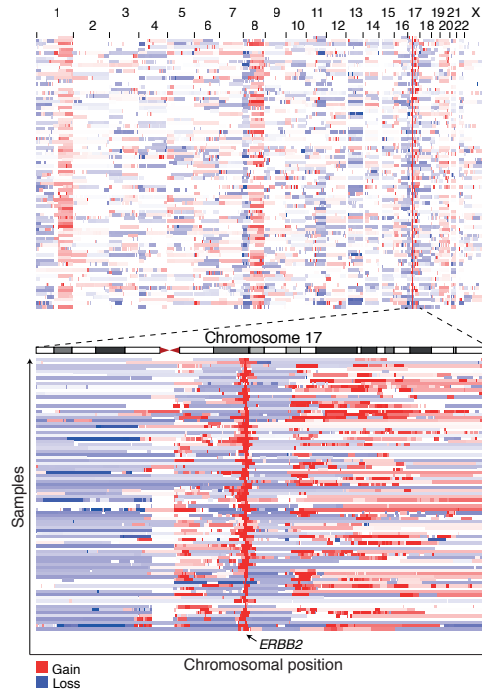 1 3 5 7 9 11 13 15 17 19 21 X
2 4 6 8 10 12 14 16 18 20 22
Chromosome 17
Samples
ERBB2
Chromosomal position
Gain
Loss